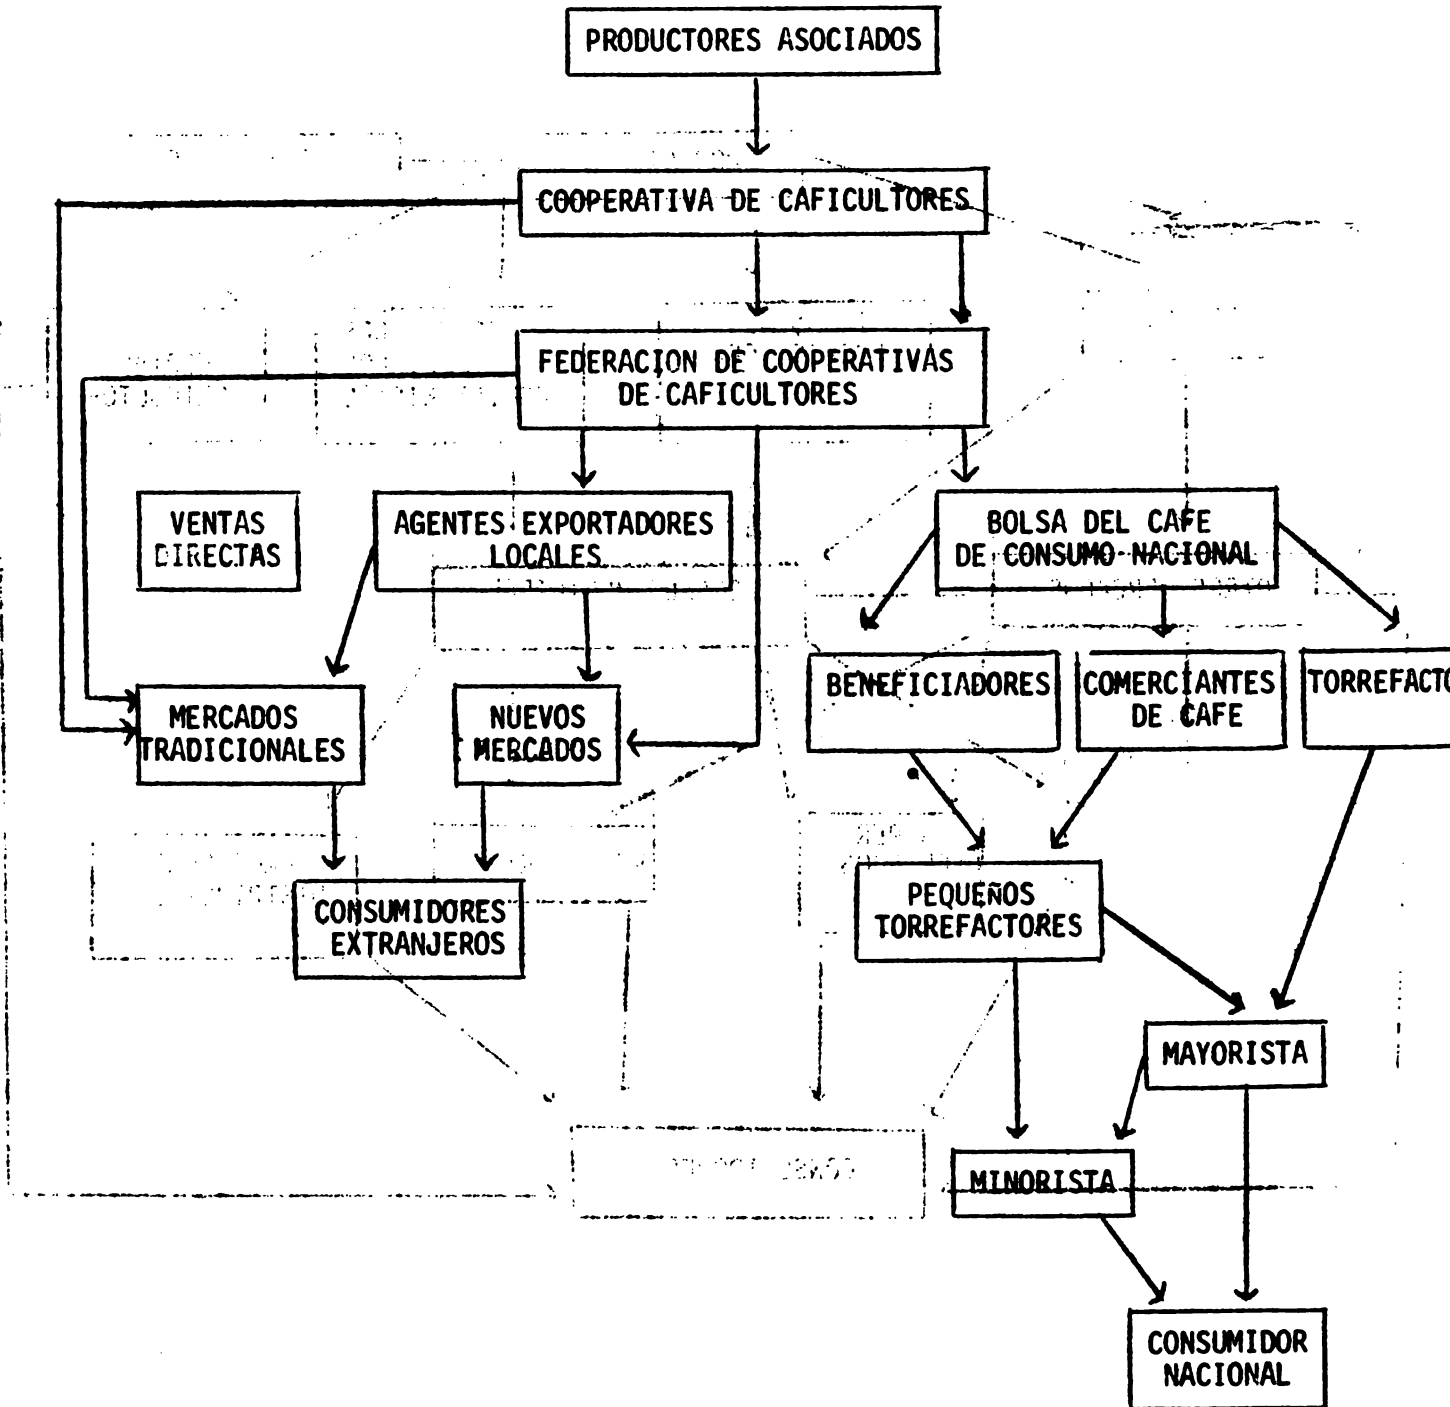 PRODUCTORES ASOCIADOS
COOPERATIVA DE CAFICULTORES
FEDERACION DE COOPERATIVAS
DE CAFICULTORES
VENTAS
DIRECTAS
AGENTES EXPORTADORES
LOCALES
BOLSA DEL CAFE
DE CONSUMO NACIONAL
MERCADOS
TRADICIONALES
NUEVOS
MERCADOS
BENEFICIADORES
COMERCIANTES
DE CAFE
TORREFACTO
CONSUMIDORES
EXTRANJEROS
PEQUEÑOS
TORREFACTORES
MAYORISTA
MINORISTA
CONSUMIDOR
NACIONAL